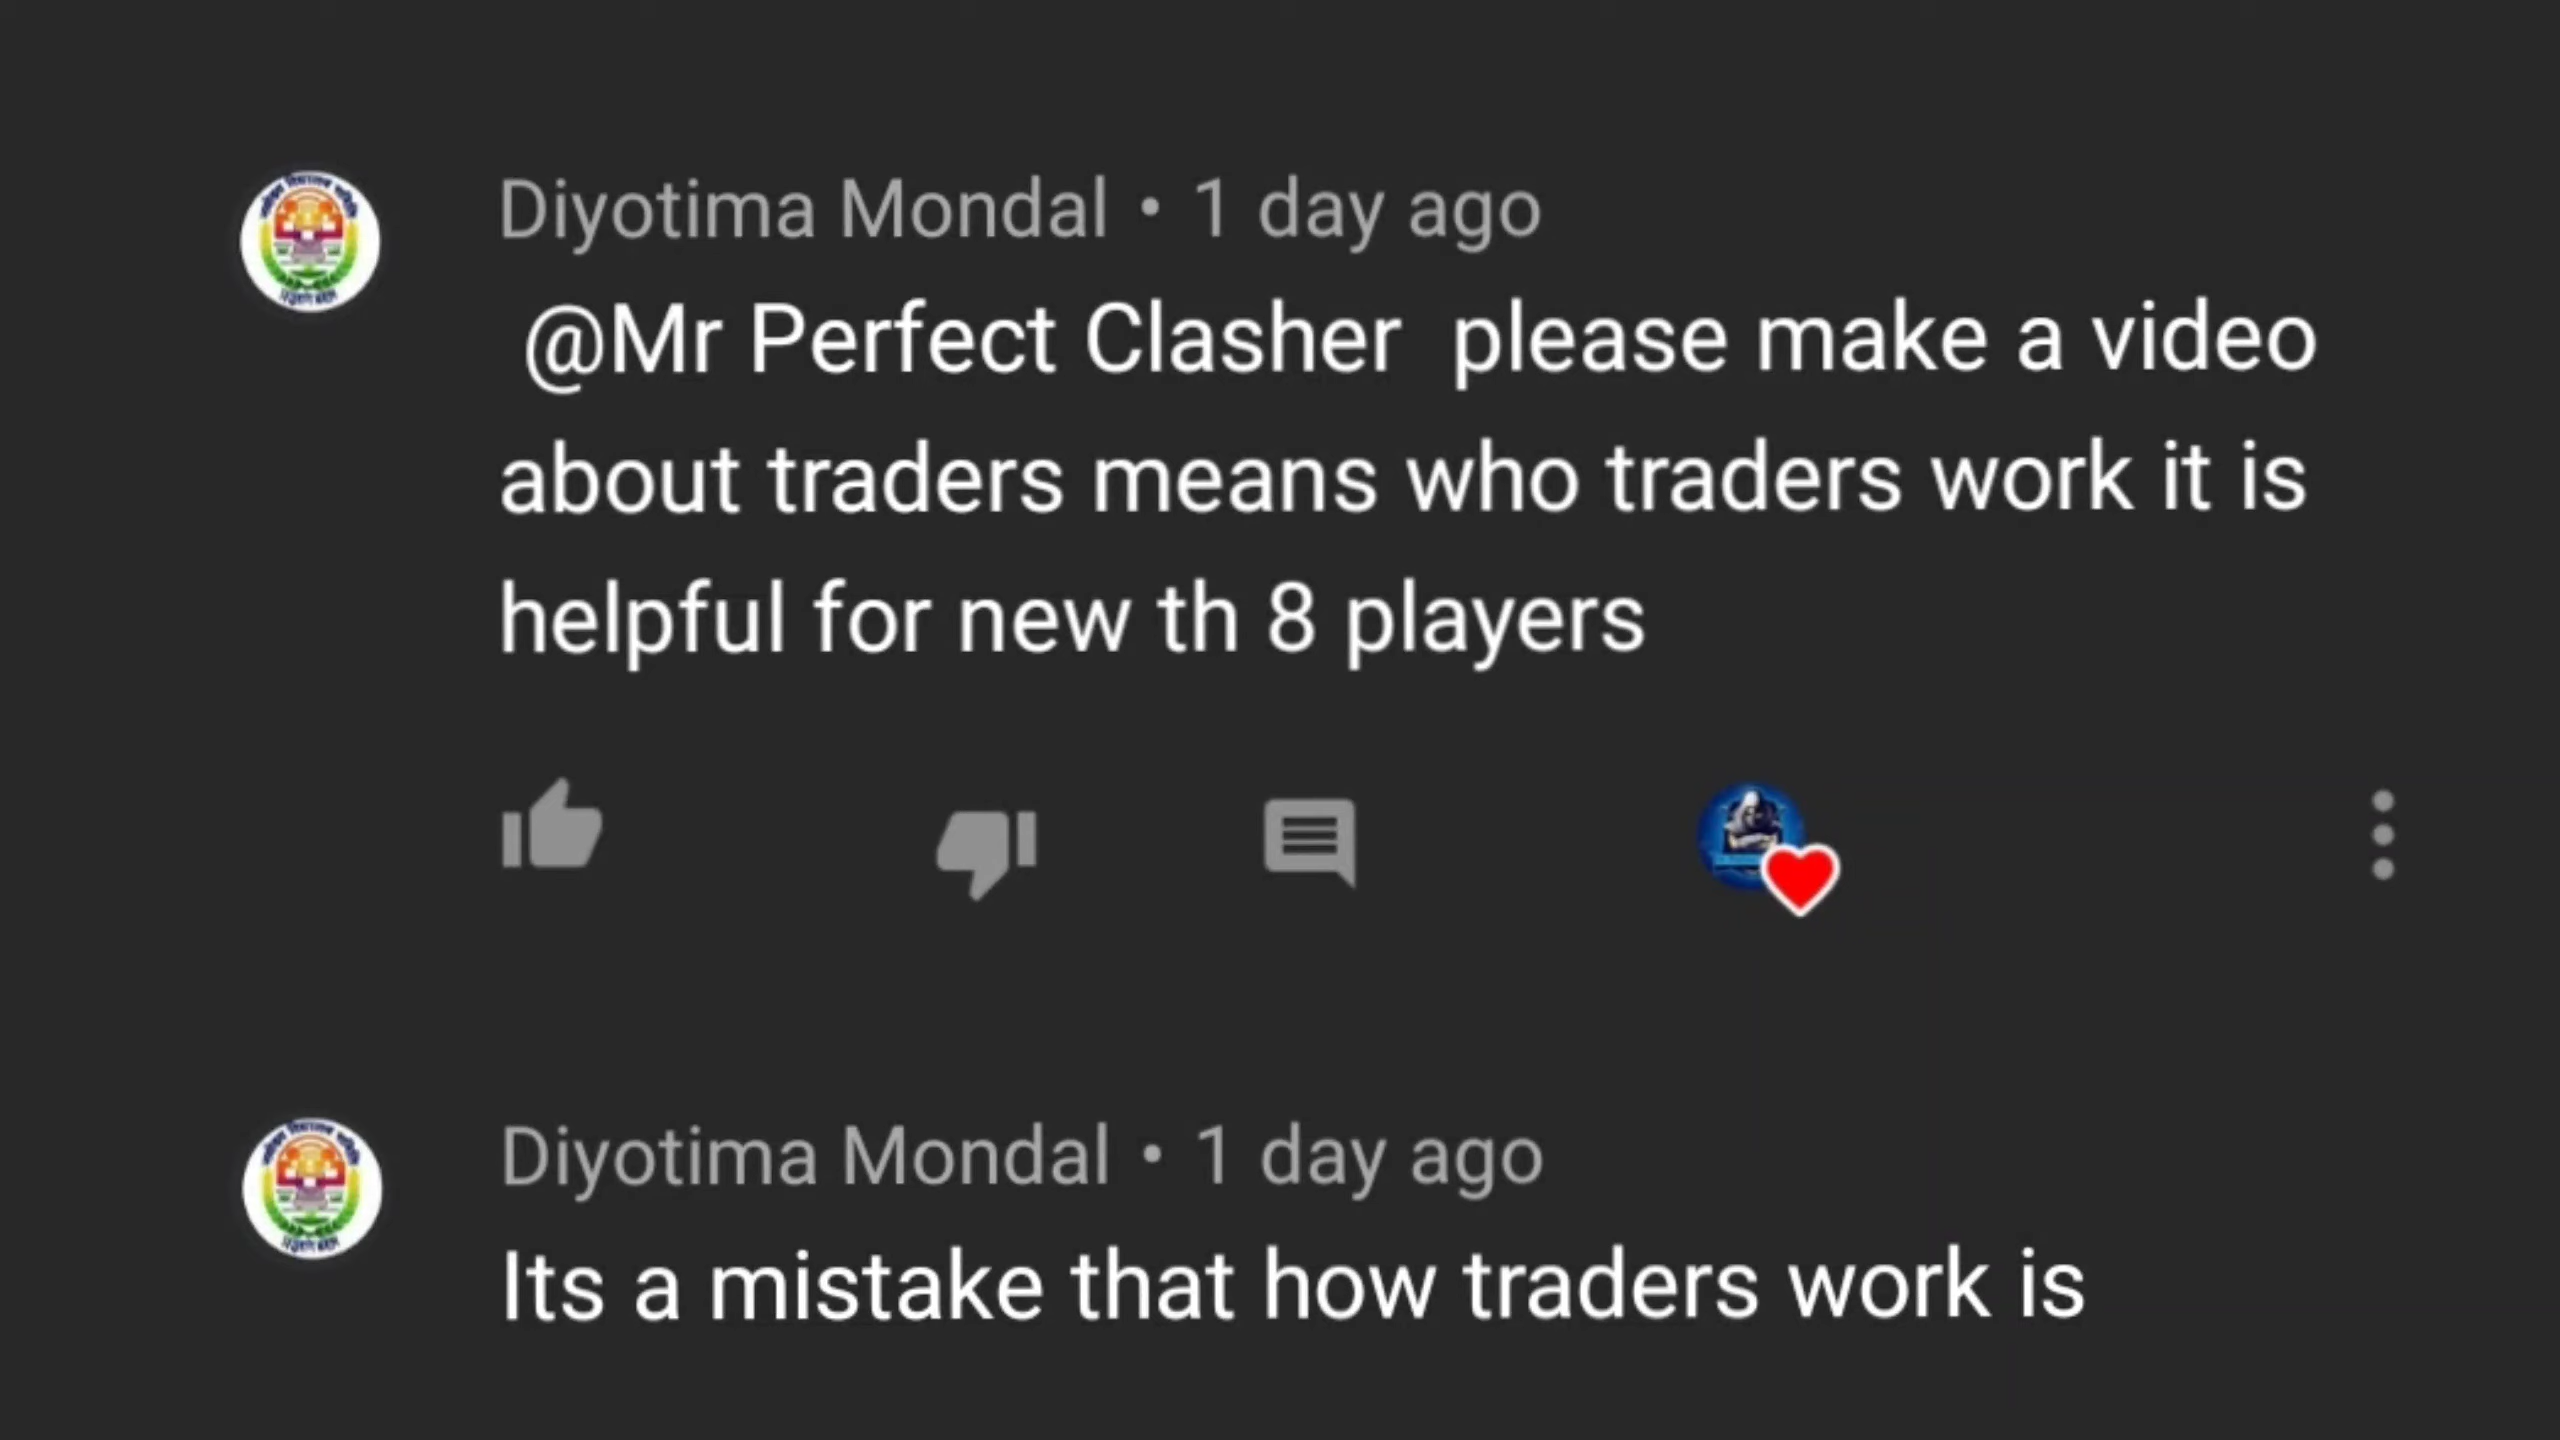 Diyotima Mondal • 1 day ago
@Mr Perfect Clasher please make a video
about traders means who traders work it is
helpful for new th 8 players
Diyotima Mondal • 1 day ago
Its a mistake that how traders work is